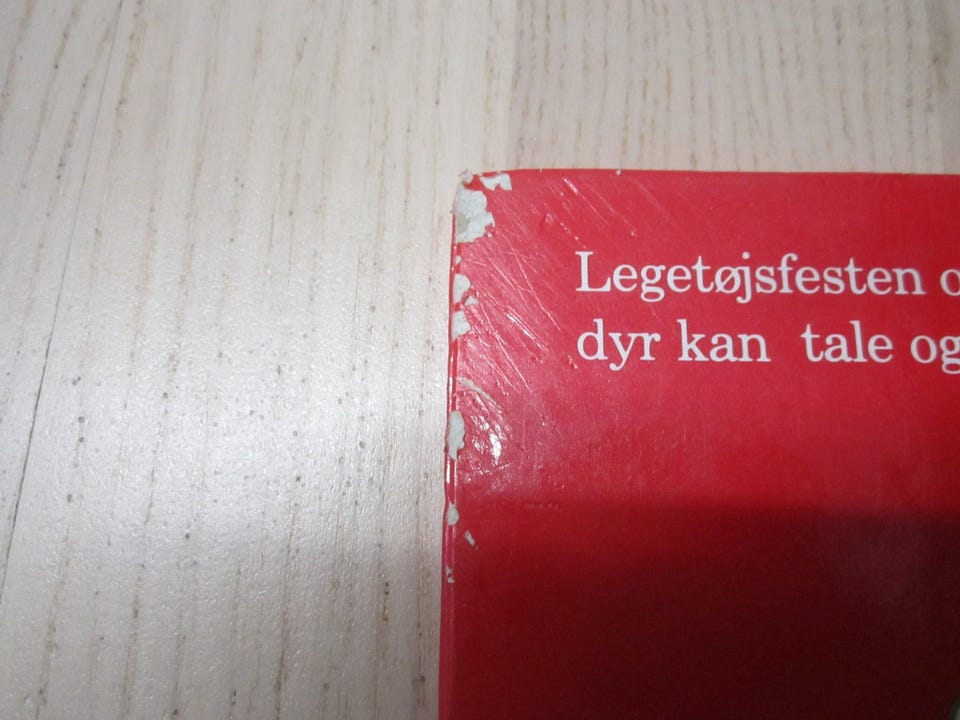 Legetøjsfesten
dyr kan tale og